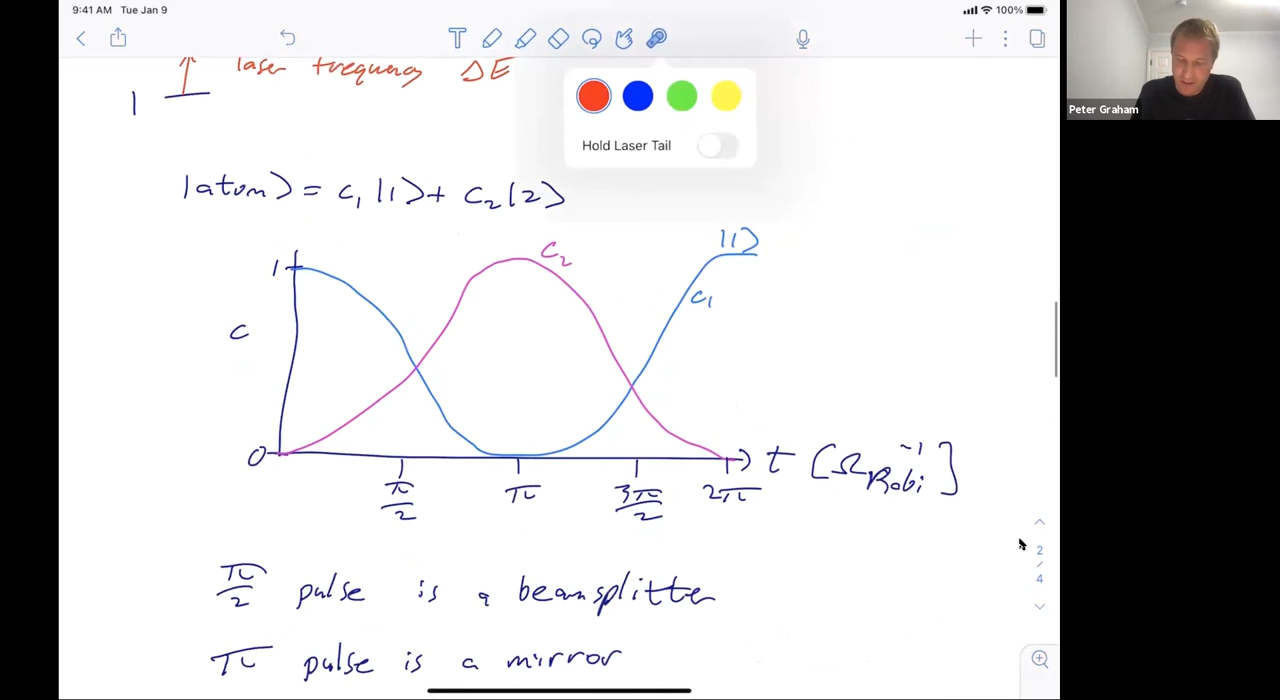 9:41 AM Tue Jan 9
100%
laser frequency ΔE
1
Hold Laser Tail
Peter Graham
|atom⟩ = c₁|1⟩ + c₂|2⟩
|1⟩
c₂
1
c₁
c
0
t [Ω_Rabi⁻¹]
π/2 π 3π/2 2π
2
/
4
π/2 pulse is a beamsplitter
π pulse is a mirror